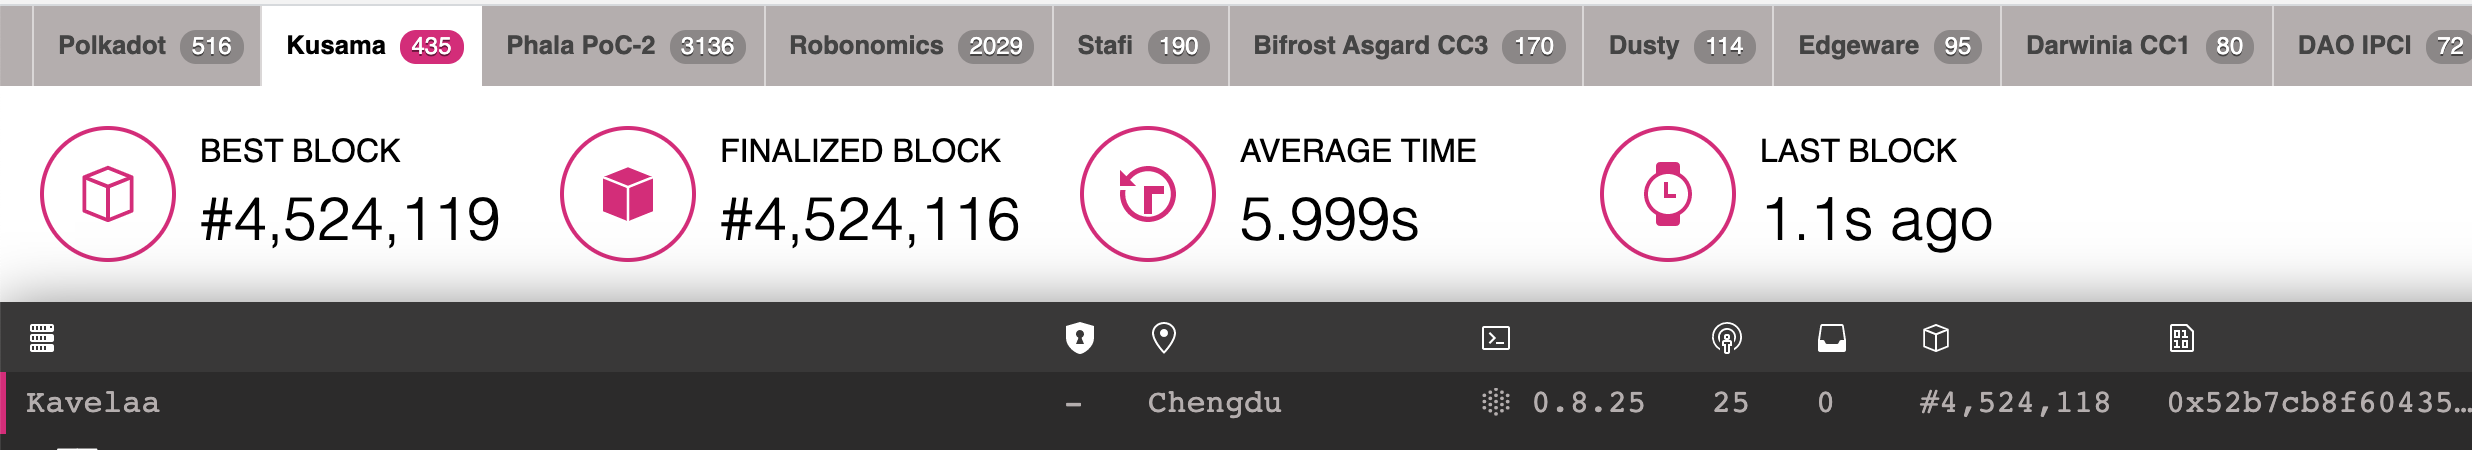 Polkadot 516 Kusama 435 Phala PoC-2 3136 Robonomics 2029 Stafi 190 Bifrost Asgard CC3 170 Dusty 114 Edgeware 95 Darwinia CC1 80 DAO IPCI 72
BEST BLOCK FINALIZED BLOCK AVERAGE TIME LAST BLOCK
#4,524,119 #4,524,116 5.999s 1.1s ago
Kavelaa – Chengdu 0.8.25 25 0 #4,524,118 0x52b7cb8f60435…